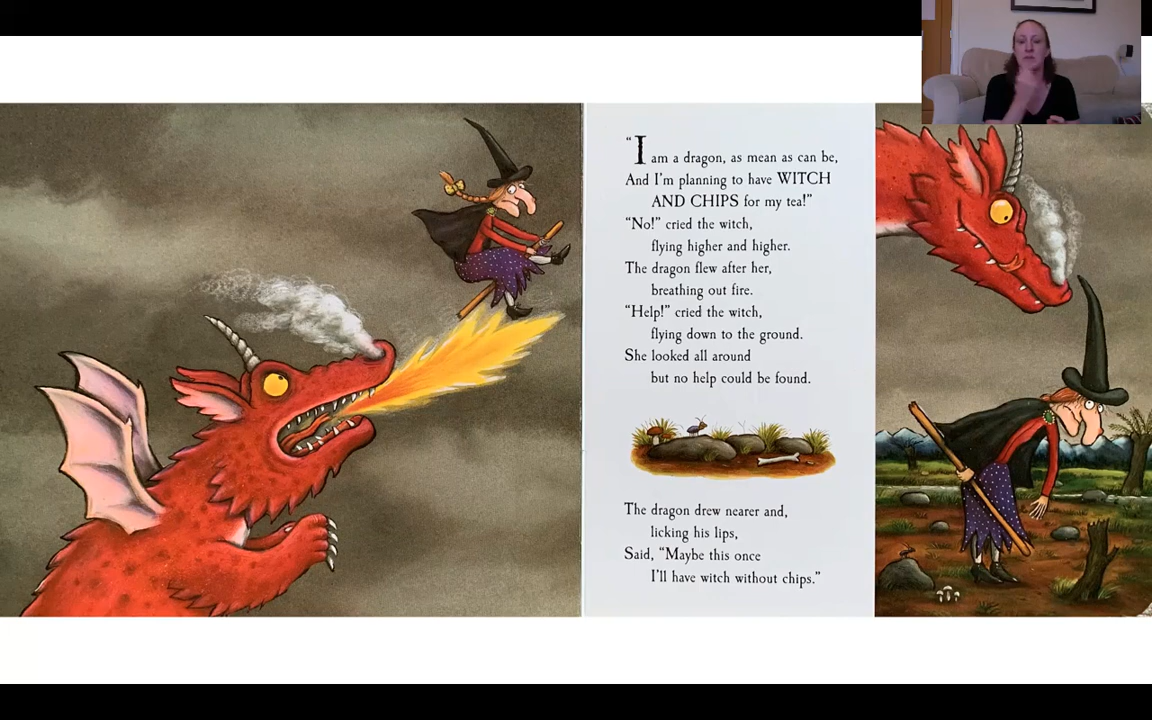 "I am a dragon, as mean as can be,
And I'm planning to have WITCH
AND CHIPS for my tea!"
"No!" cried the witch,
flying higher and higher.
The dragon flew after her,
breathing out fire.
"Help!" cried the witch,
flying down to the ground.
She looked all around
but no help could be found.
The dragon drew nearer and,
licking his lips,
Said, "Maybe this once
I'll have witch without chips."